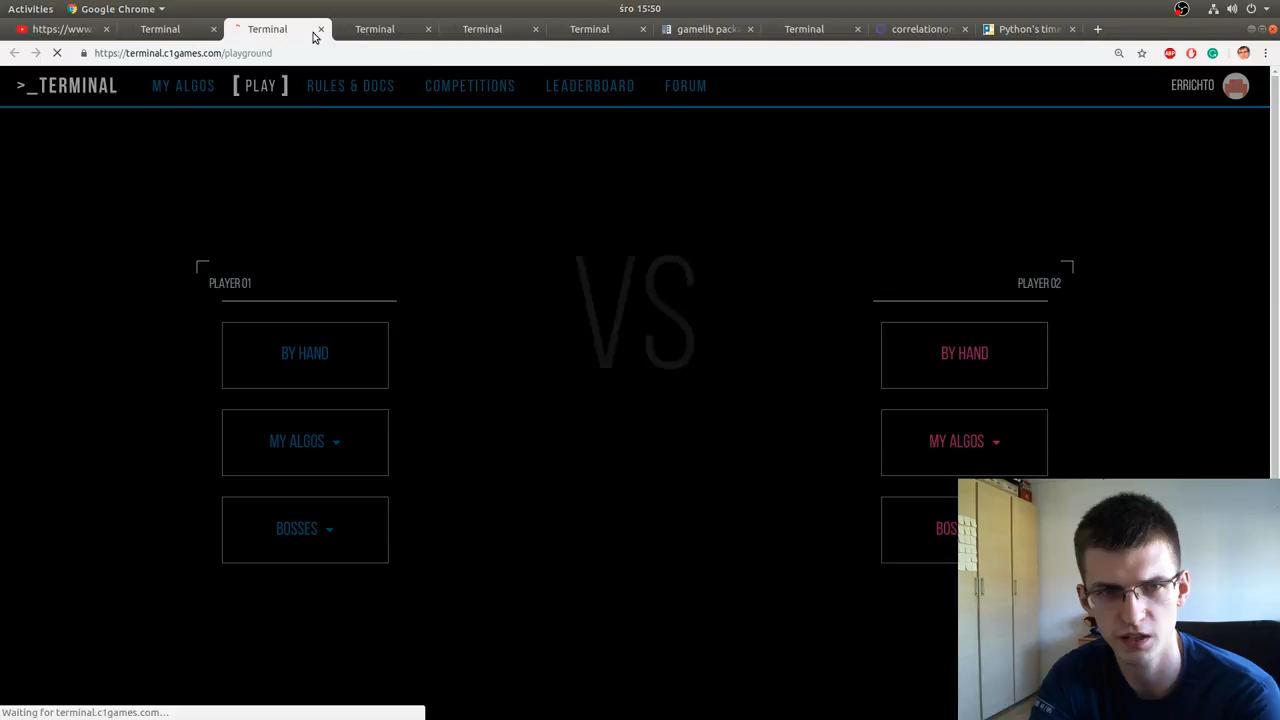 Activities Google Chrome śro 15:50
https://www. Terminal Terminal Terminal Terminal Terminal gamelib pack Terminal correlationo Python's time
https://terminal.c1games.com/playground
>_TERMINAL MY ALGOS [ PLAY ] RULES & DOCS COMPETITIONS LEADERBOARD FORUM ERRICHTO
VS
PLAYER 01 PLAYER 02
BY HAND BY HAND
MY ALGOS MY ALGOS
BOSSES BOS
Waiting for terminal.c1games.com...